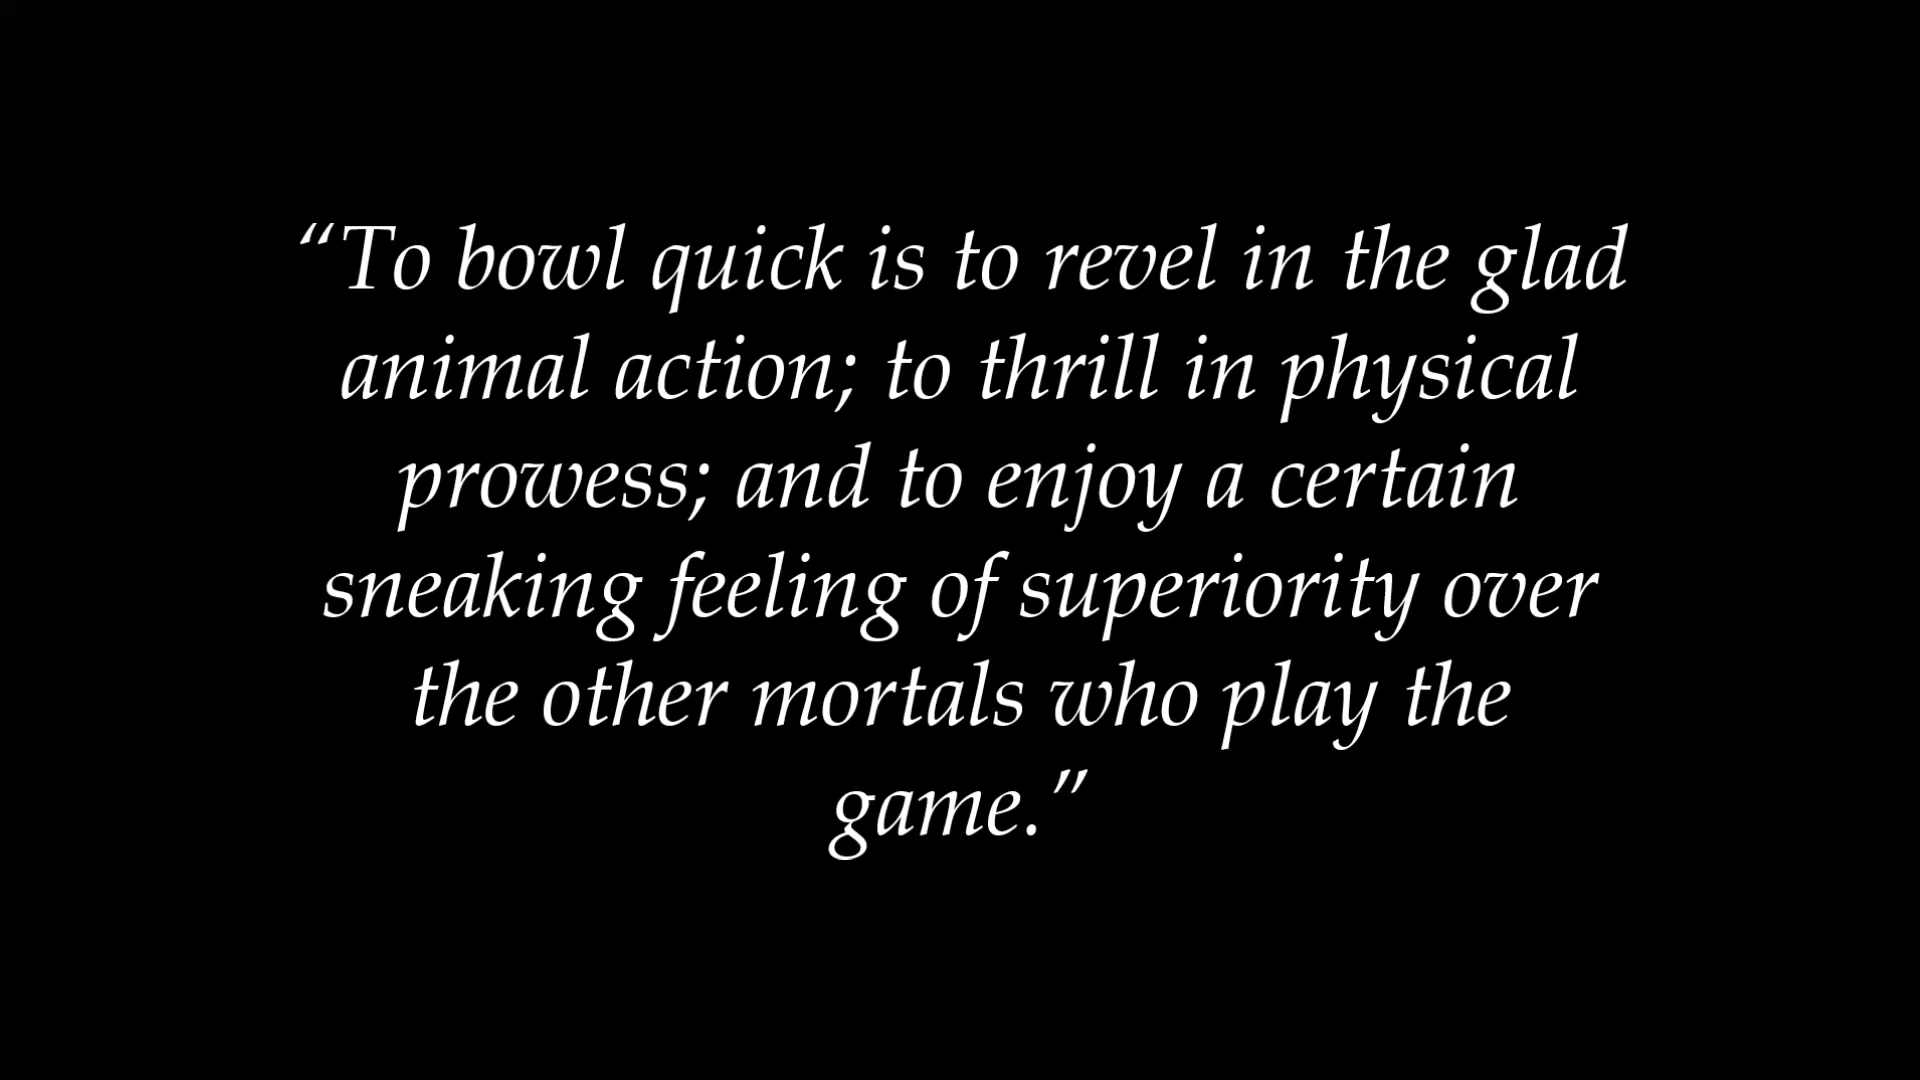 “To bowl quick is to revel in the glad
animal action; to thrill in physical
prowess; and to enjoy a certain
sneaking feeling of superiority over
the other mortals who play the
game.”